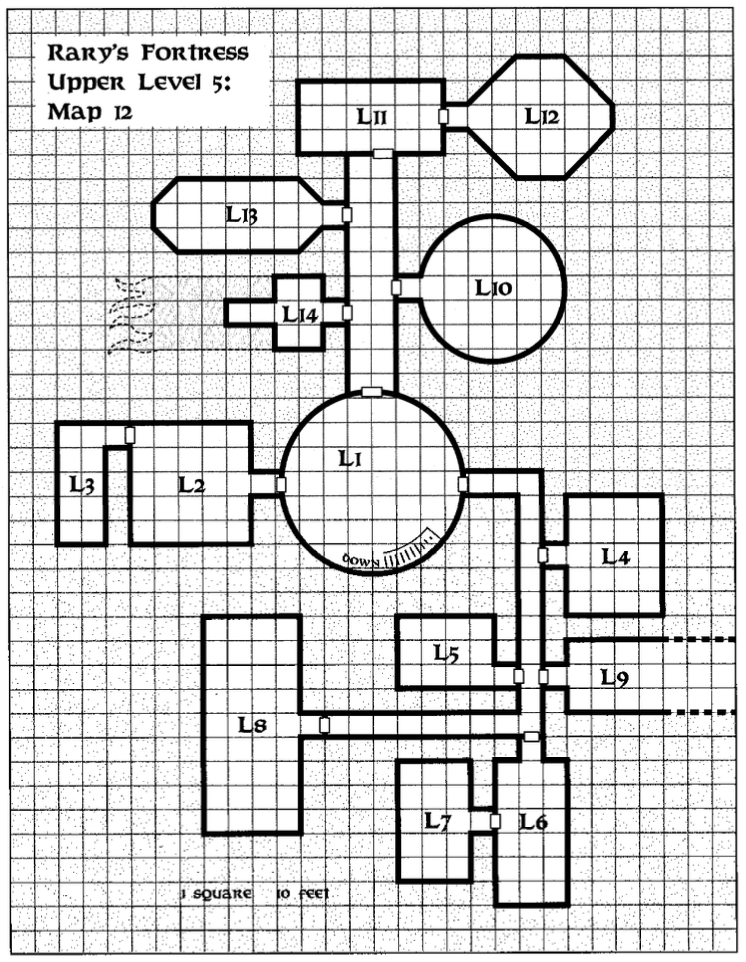 Rary's Fortress
Upper Level 5:
Map 12
L11
L12
L13
L10
L14
L1
L3
L2
DOWN
L4
L5
L9
L8
L7
L6
1 SQUARE 10 FEET